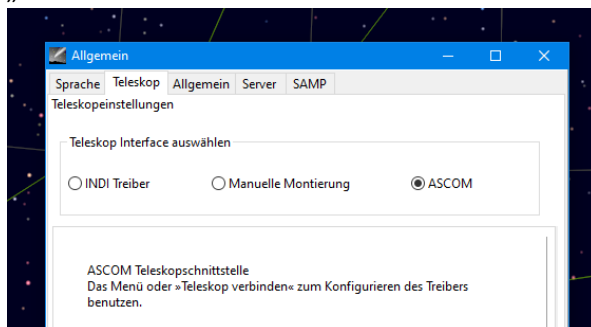 „
Allgemein
Sprache Teleskop Allgemein Server SAMP
Teleskopeinstellungen
Teleskop Interface auswählen
INDI Treiber Manuelle Montierung ASCOM
ASCOM Teleskopschnittstelle
Das Menü oder »Teleskop verbinden« zum Konfigurieren des Treibers
benutzen.